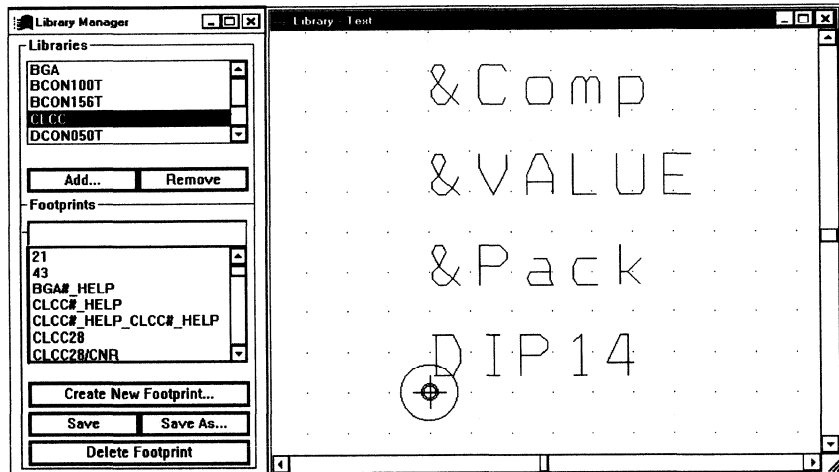 Library Manager
Libraries
BGA
BCON100T
BCON156T
CLCC
DCON050T
Add... Remove
Footprints
21
43
BGA#_HELP
CLCC#_HELP
CLCC#_HELP_CLCC#_HELP
CLCC28
CLCC28/CNR
Create New Footprint...
Save Save As...
Delete Footprint
Library - Text
&Comp
&VALUE
&Pack
DIP14